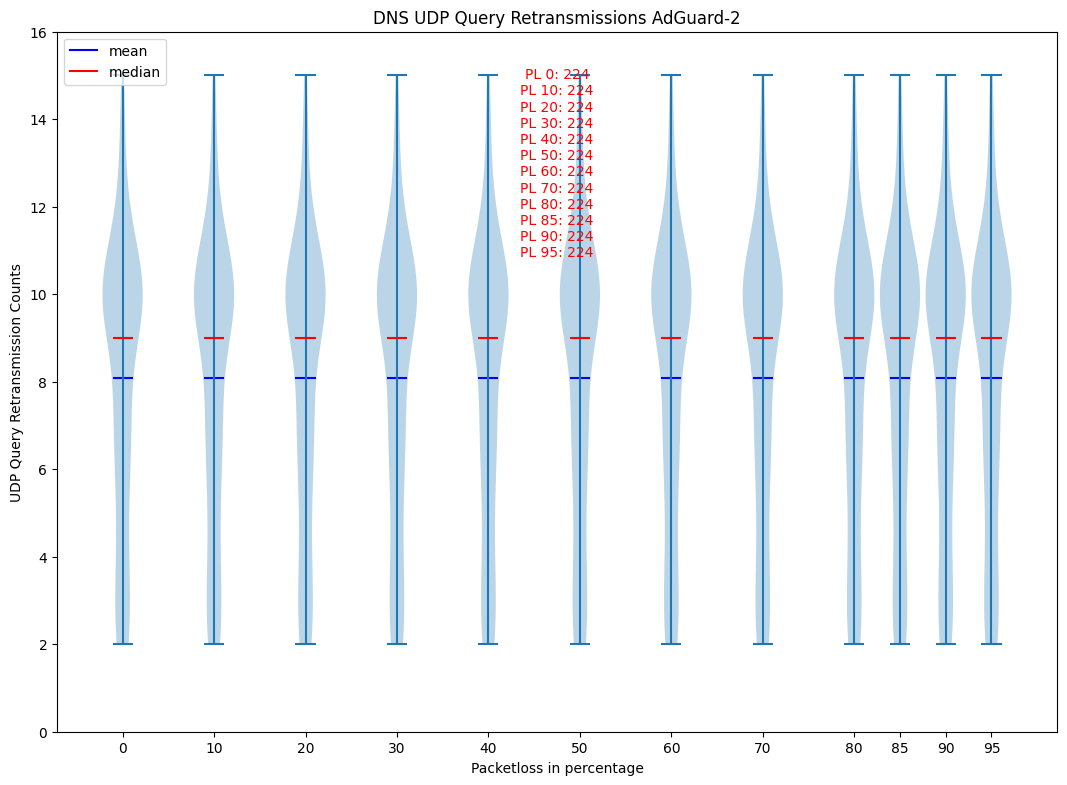 DNS UDP Query Retransmissions AdGuard-2
mean
median
PL 0: 224
PL 10: 224
PL 20: 224
PL 30: 224
PL 40: 224
PL 50: 224
PL 60: 224
PL 70: 224
PL 80: 224
PL 85: 224
PL 90: 224
PL 95: 224
UDP Query Retransmission Counts
16
14
12
10
8
6
4
2
0
0 10 20 30 40 50 60 70 80 85 90 95
Packetloss in percentage